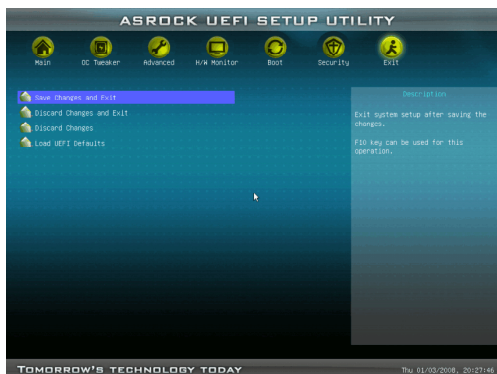 ASROCK UEFI SETUP UTILITY
Main OC Tweaker Advanced H/W Monitor Boot Security Exit
Save Changes and Exit
Discard Changes and Exit
Discard Changes
Load UEFI Defaults
Description
Exit system setup after saving the
changes.
F10 key can be used for this
operation.
TOMORROW'S TECHNOLOGY TODAY
Thu 01/03/2008, 20:27:46